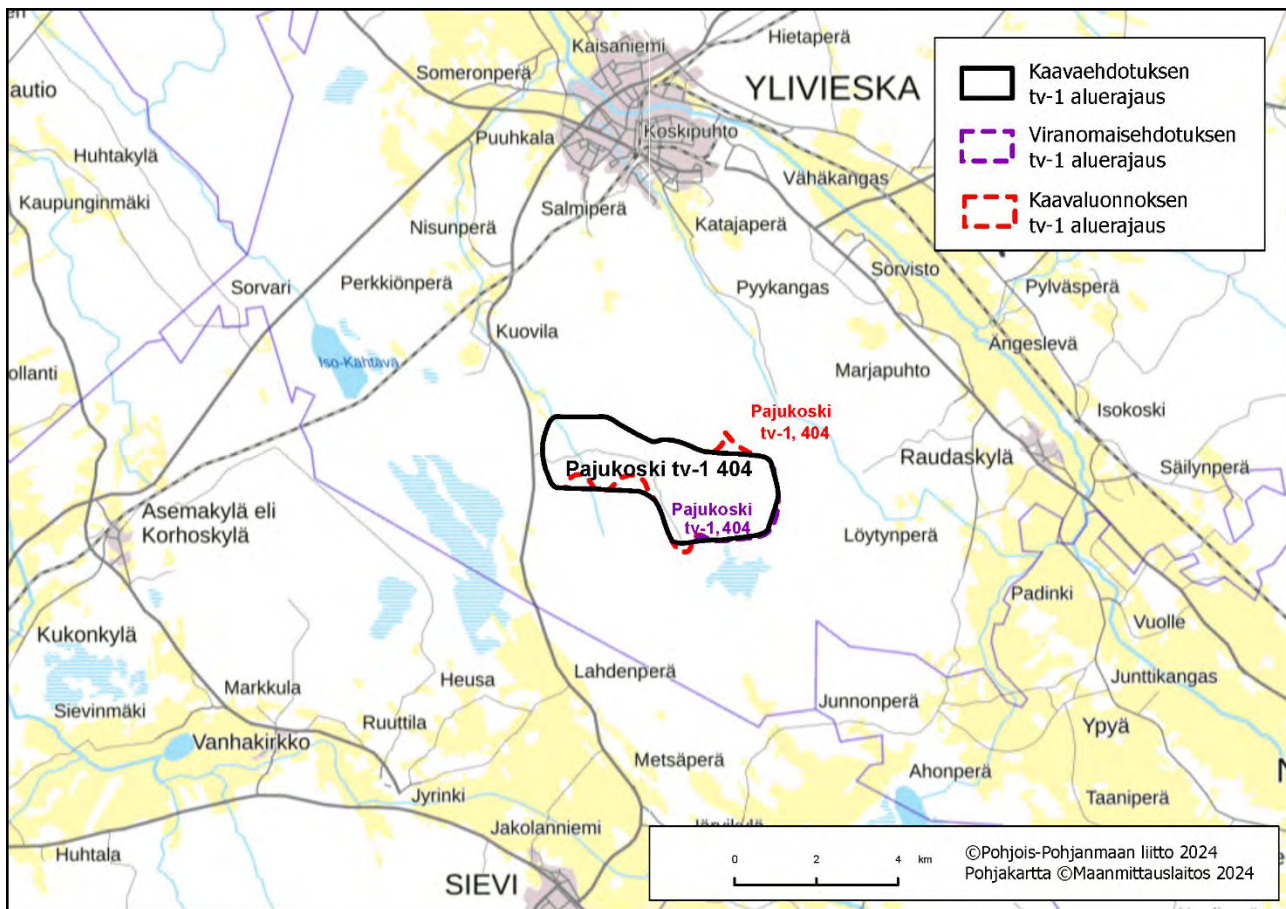 Kaisaniemi
Hietaperä
Someronperä
YLIVIESKA
autio
Puuhkala
Koskipuhto
Huhtakylä
Vähäkangas
Kaupunginmäki
Salmiperä
Nisunperä
Katajaperä
Sorvisto
Sorvari
Perkkiönperä
Pyykangas
Pylväsperä
Kuovila
Ängeslevä
Iso-Kähtävä
ollanti
Marjapuhto
Isokoski
Pajukoski
tv-1, 404
Raudaskylä
Säilynperä
Pajukoski tv-1 404
Asemakylä eli
Korhoskylä
Pajukoski
tv-1, 404
Löytynperä
Padinki
Kukonkylä
Vuolle
Lahdenperä
Heusa
Markkula
Junttikangas
Sievinmäki
Ruuttila
Junnonperä
Vanhakirkko
Ypyä
Metsäperä
Ahonperä
Jyrinki
Taaniperä
Jakolanniemi
Huhtala
SIEVI
Kaavaehdotuksen
tv-1 aluerajaus
Viranomaisehdotuksen
tv-1 aluerajaus
Kaavaluonnoksen
tv-1 aluerajaus
0 2 4 km
©Pohjois-Pohjanmaan liitto 2024
Pohjakartta ©Maanmittauslaitos 2024